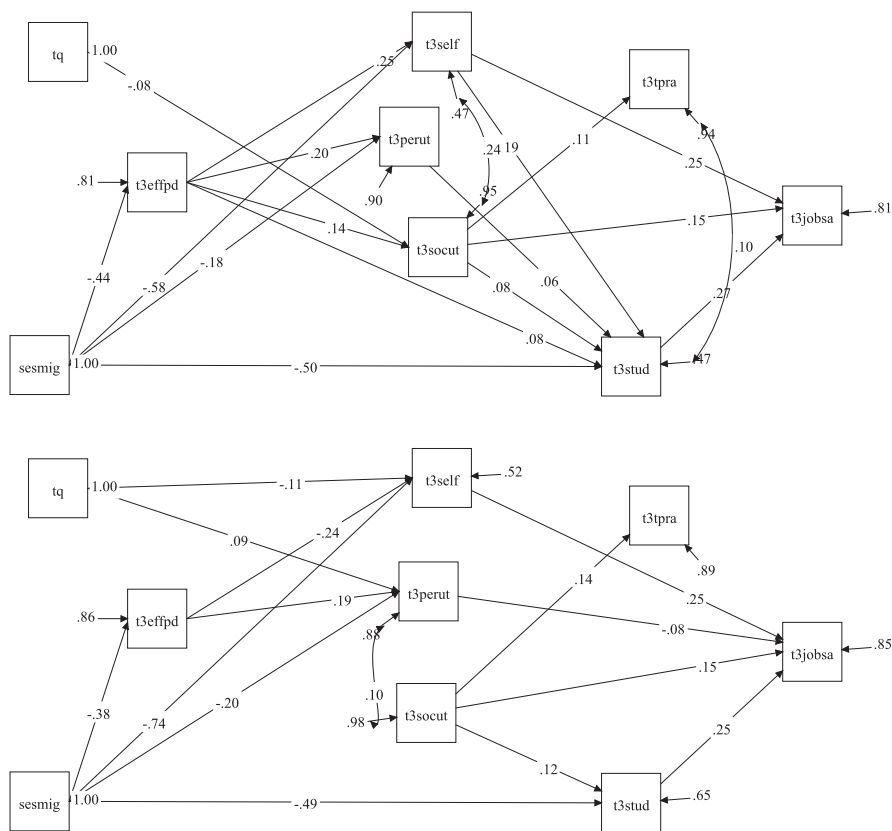 t3self
tq
1.00
.25
t3tpra
-.08
.47
.94
t3perut
.24
.19
.11
.20
.25
t3effpd
.81
.90
.95
t3jobsa
.81
.14
.15
t3socut
.10
-.18
-.44
-.58
.08
.06
.27
.08
sesmig
1.00
-.50
t3stud
.47
t3self
.52
tq
1.00
-.11
t3tpra
.09
-.24
.89
.14
t3perut
.19
.25
t3effpd
.86
.88
-.08
t3jobsa
.85
.15
.10
-.20
-.38
-.74
.98
t3socut
.25
.12
sesmig
1.00
-.49
t3stud
.65